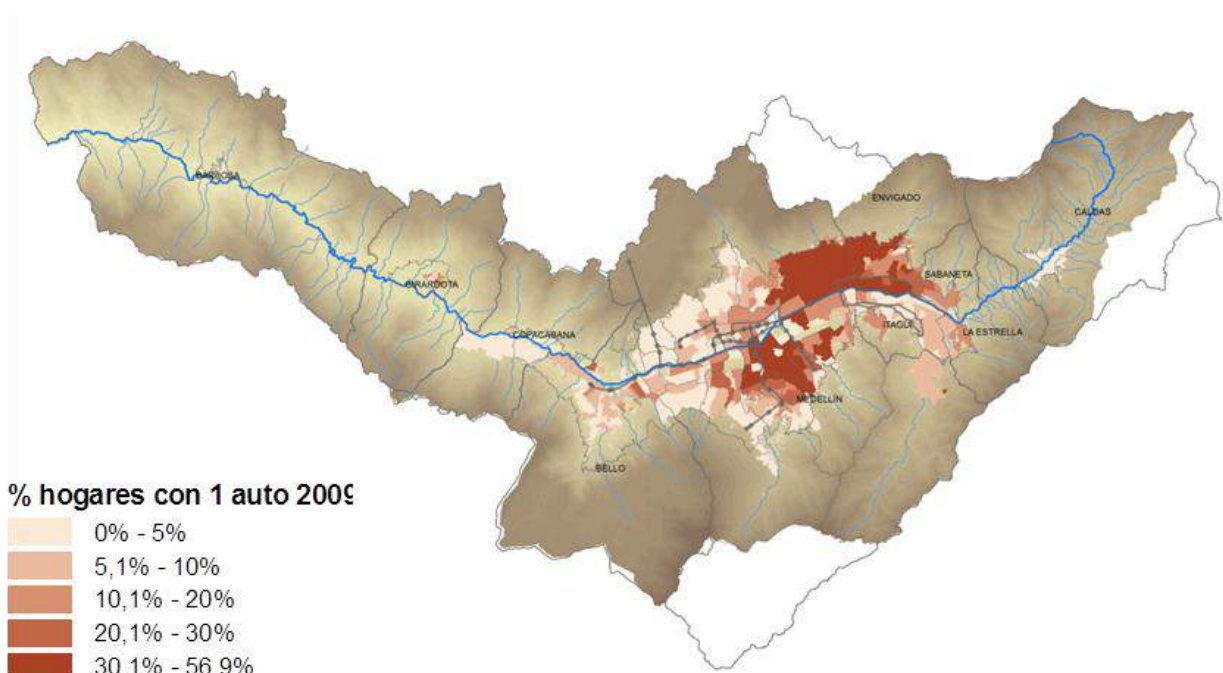 BARBOSA
ENVIGADO
CALDAS
GIRARDOTA
SABANETA
COPACABANA
ITAGUI
LA ESTRELLA
MEDELLÍN
BELLO
% hogares con 1 auto 2009
0% - 5%
5,1% - 10%
10,1% - 20%
20,1% - 30%
30,1% - 56,9%